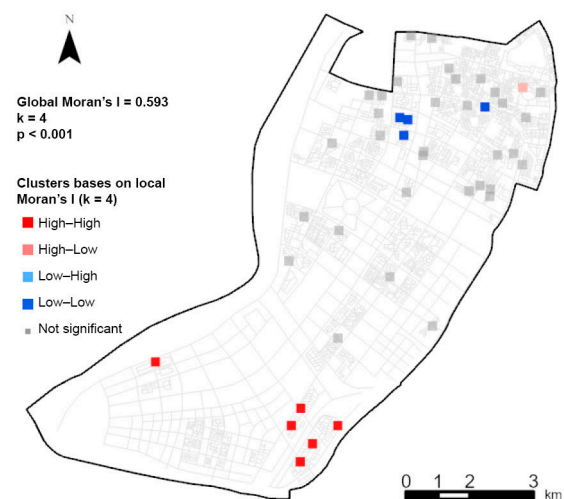 N
Global Moran's I = 0.593
k = 4
p < 0.001
Clusters bases on local
Moran's I (k = 4)
High–High
High–Low
Low–High
Low–Low
Not significant
0 1 2 3
km